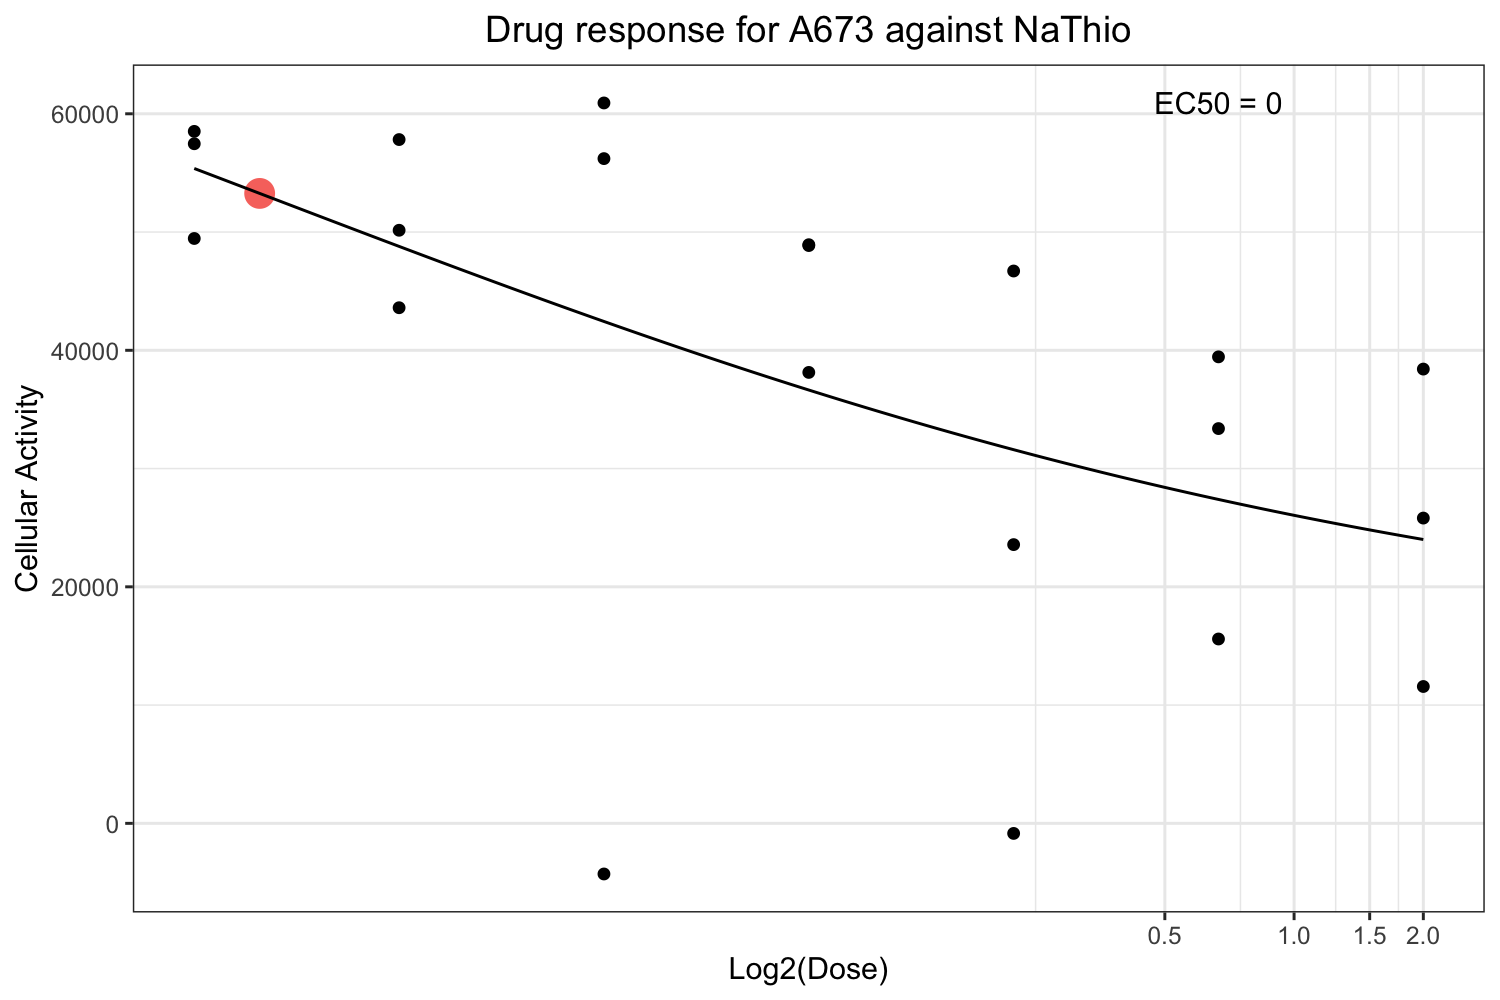 Drug response for A673 against NaThio
EC50 = 0
60000
40000
20000
0
Cellular Activity
0.5 1.0 1.5 2.0
Log2(Dose)